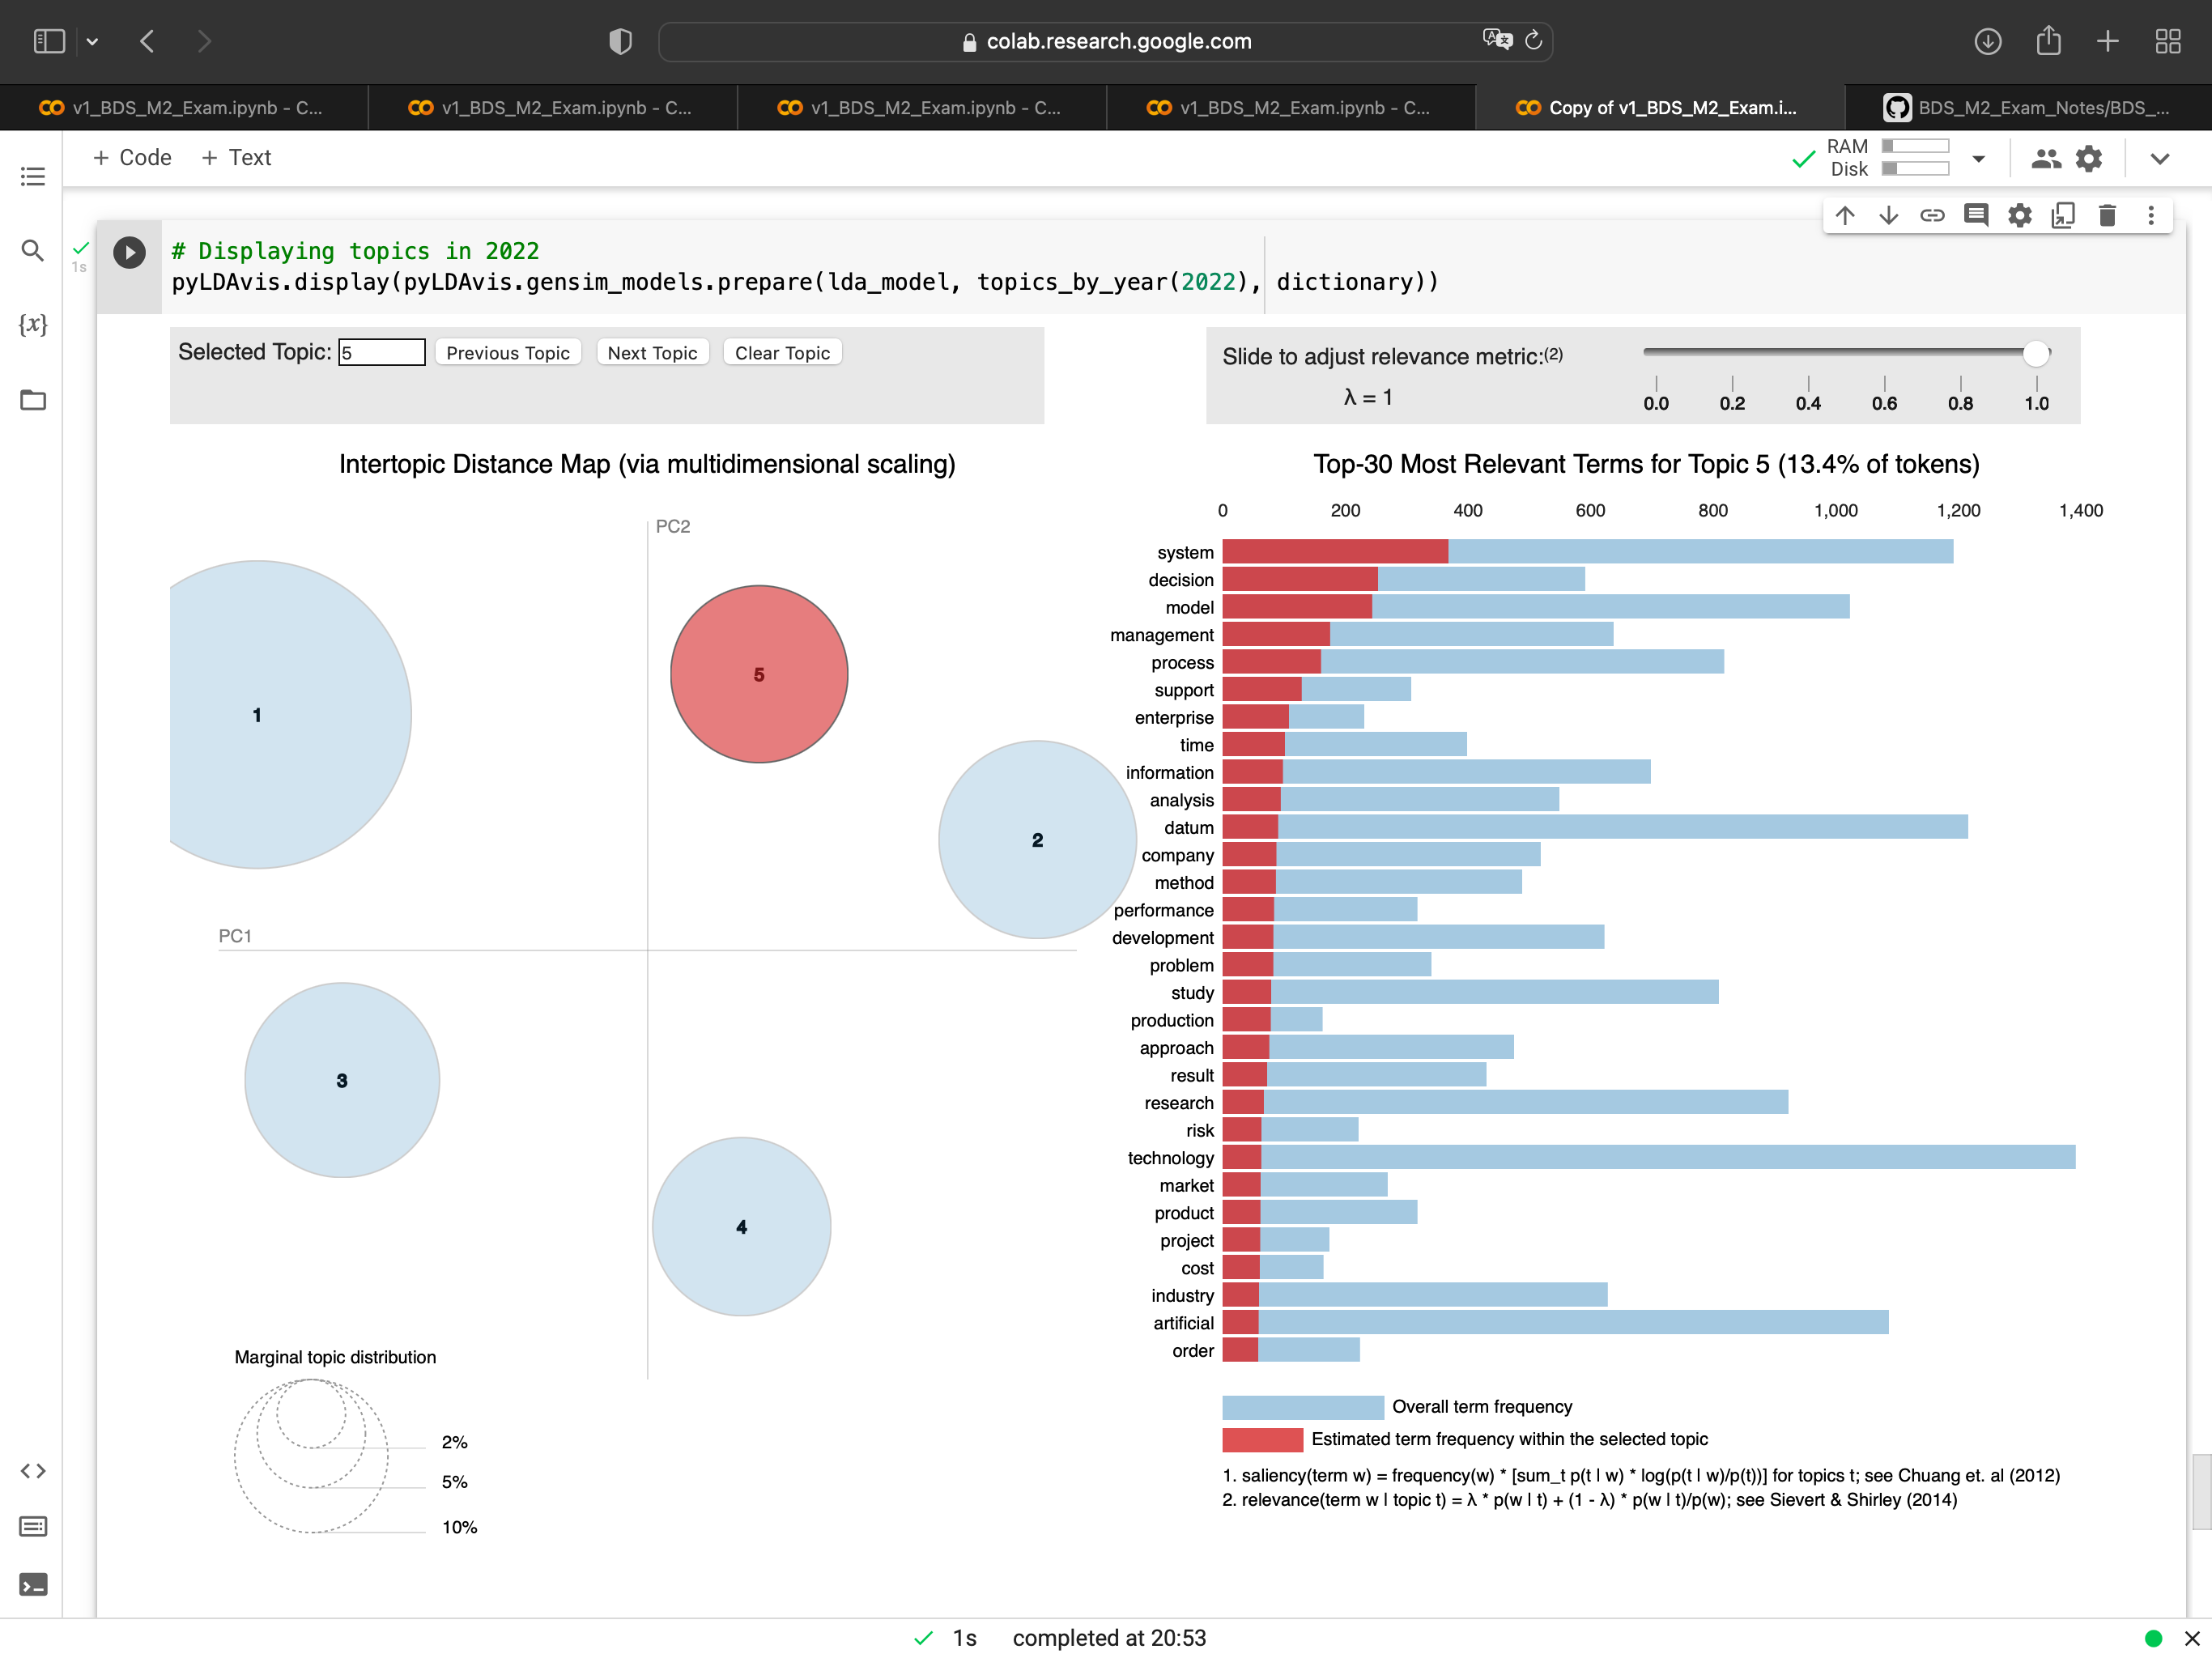 colab.research.google.com
v1_BDS_M2_Exam.ipynb - C...
v1_BDS_M2_Exam.ipynb - C...
v1_BDS_M2_Exam.ipynb - C...
v1_BDS_M2_Exam.ipynb - C...
Copy of v1_BDS_M2_Exam.i...
BDS_M2_Exam_Notes/BDS_...
+ Code + Text
RAM
Disk
1s
# Displaying topics in 2022
pyLDAvis.display(pyLDAvis.gensim_models.prepare(lda_model, topics_by_year(2022), dictionary))
{x}
Selected Topic: 5 Previous Topic Next Topic Clear Topic
Slide to adjust relevance metric:(2)
λ = 1
0.0 0.2 0.4 0.6 0.8 1.0
Intertopic Distance Map (via multidimensional scaling)
PC2
PC1
1
5
2
3
4
Marginal topic distribution
2%
5%
10%
Top-30 Most Relevant Terms for Topic 5 (13.4% of tokens)
0 200 400 600 800 1,000 1,200 1,400
system
decision
model
management
process
support
enterprise
time
information
analysis
datum
company
method
performance
development
problem
study
production
approach
result
research
risk
technology
market
product
project
cost
industry
artificial
order
Overall term frequency
Estimated term frequency within the selected topic
1. saliency(term w) = frequency(w) * [sum_t p(t | w) * log(p(t | w)/p(t))] for topics t; see Chuang et. al (2012)
2. relevance(term w | topic t) = λ * p(w | t) + (1 - λ) * p(w | t)/p(w); see Sievert & Shirley (2014)
1s completed at 20:53